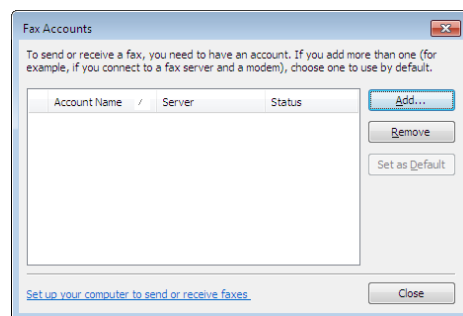 Fax Accounts
To send or receive a fax, you need to have an account. If you add more than one (for
example, if you connect to a fax server and a modem), choose one to use by default.
Account Name / Server Status
Add...
Remove
Set as Default
Set up your computer to send or receive faxes
Close